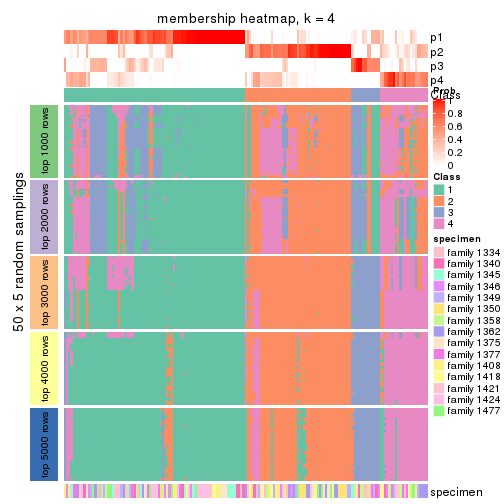 membership heatmap, k = 4
p1
p2
p3
p4
Class
Prob
1
0.8
0.6
0.4
0.2
0
Class
1
2
3
4
specimen
family 1334
family 1340
family 1345
family 1346
family 1349
family 1350
family 1358
family 1362
family 1375
family 1377
family 1408
family 1418
family 1421
family 1424
family 1477
50 x 5 random samplings
top 1000 rows
top 2000 rows
top 3000 rows
top 4000 rows
top 5000 rows
specimen